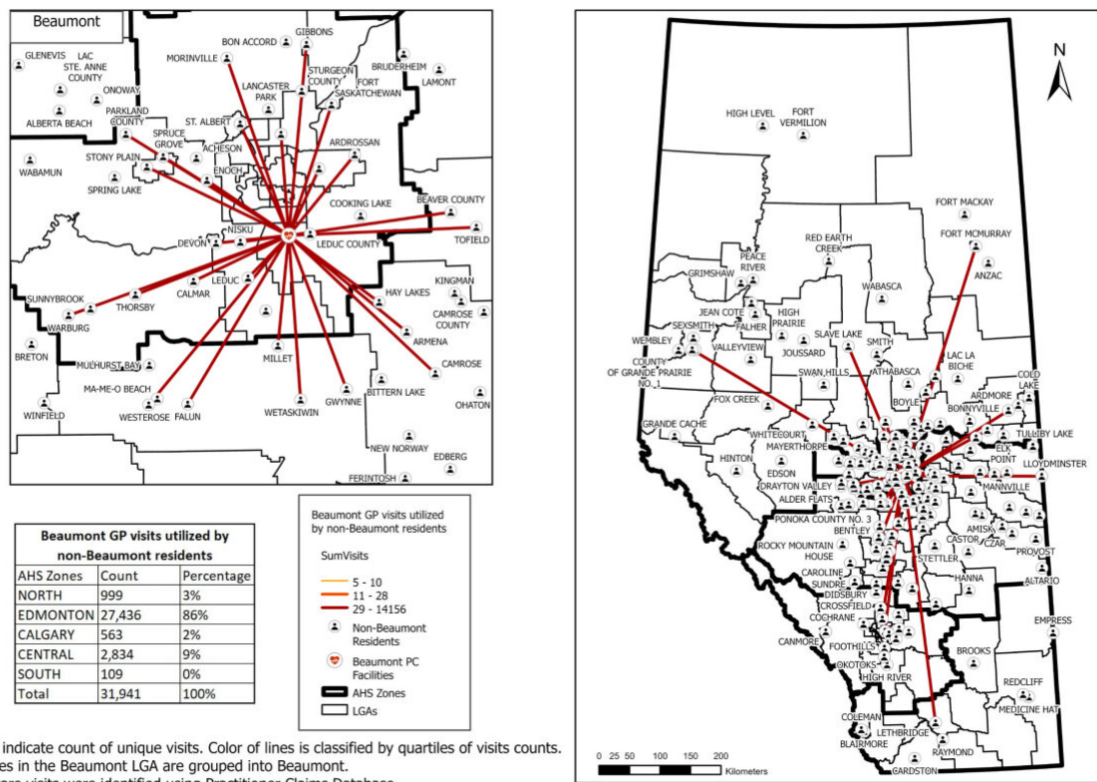 Beaumont
GLENEVIS
LAC
STE. ANNE
COUNTY
ONOWAY
PARKLAND
COUNTY
ALBERTA BEACH
WABAMUN
SPRUCE
GROVE
STONY PLAIN
SPRING LAKE
ACHESON
ENOCH
ST. ALBERT
MORINVILLE
BON ACCORD
GIBBONS
LANCASTER
PARK
STURGEON
COUNTY
FORT
SASKATCHEWAN
BRUDERHEIM
LAMONT
ARDROSSAN
COOKING LAKE
BEAVER COUNTY
TOFIELD
NISKU
DEVON
LEDUC COUNTY
LEDUC
CALMAR
THORSBY
SUNNYBROOK
WARBURG
BRETON
MULHURST BAY
MA-ME-O BEACH
WESTEROSE
FALUN
WINFIELD
MILLET
WETASKIWIN
GWYNNE
HAY LAKES
ARMENA
KINGMAN
CAMROSE
COUNTY
CAMROSE
BITTERN LAKE
OHATON
NEW NORWAY
EDBERG
FERINTOSH
Beaumont GP visits utilized by
non-Beaumont residents
AHS Zones Count Percentage
NORTH 999 3%
EDMONTON 27,436 86%
CALGARY 563 2%
CENTRAL 2,834 9%
SOUTH 109 0%
Total 31,941 100%
Beaumont GP visits utilized
by non-Beaumont residents
SumVisits
5 - 10
11 - 28
29 - 14156
Non-Beaumont
Residents
Beaumont PC
Facilities
AHS Zones
LGAs
indicate count of unique visits. Color of lines is classified by quartiles of visits counts.
in the Beaumont LGA are grouped into Beaumont.
visits were identified using Practitioner Claims Database
N
HIGH LEVEL
FORT
VERMILION
FORT MACKAY
FORT MCMURRAY
ANZAC
RED EARTH
CREEK
PEACE
RIVER
GRIMSHAW
WABASCA
JEAN COTE
FALHER
HIGH
PRAIRIE
SEXSMITH
WEMBLEY
COUNTY
OF GRANDE PRAIRIE
NO. 1
VALLEYVIEW
JOUSSARD
SLAVE LAKE
SMITH
SWAN HILLS
ATHABASCA
LAC LA
BICHE
COLD
LAKE
ARDMORE
BOYLE
BONNYVILLE
FOX CREEK
GRANDE CACHE
WHITECOURT
MAYERTHORPE
TULLIBY LAKE
ELK
POINT
LLOYDMINSTER
HINTON
EDSON
DRAYTON VALLEY
ALDER FLATS
MANNVILLE
PONOKA COUNTY NO. 3
BENTLEY
AMISK
CASTOR
CZAR
PROVOST
ROCKY MOUNTAIN
HOUSE
STETTLER
CAROLINE
SUNDRE
HANNA
ALTARIO
DIDSBURY
CROSSFIELD
COCHRANE
CANMORE
EMPRESS
FOOTHILLS
OKOTOKS
HIGH RIVER
BROOKS
REDCLIFF
MEDICINE HAT
COLEMAN
BLAIRMORE
LETHBRIDGE
RAYMOND
CARDSTON
0 25 50 100 150 200
Kilometers